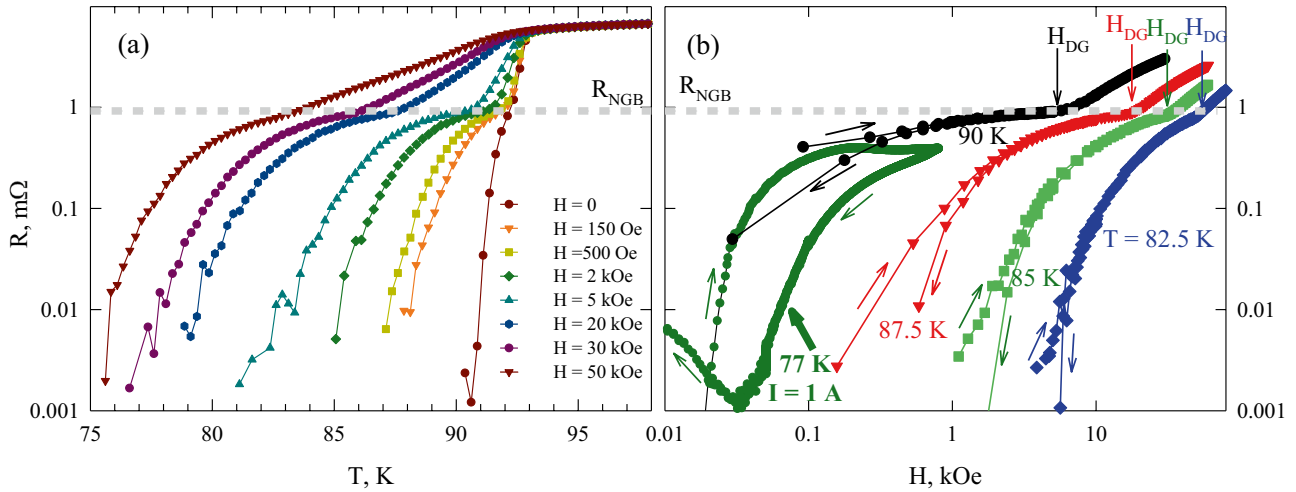 (a)
R_NGB
R, mΩ
1
0.1
0.01
0.001
H = 0
H = 150 Oe
H =500 Oe
H = 2 kOe
H = 5 kOe
H = 20 kOe
H = 30 kOe
H = 50 kOe
75
80
85
90
95
T, K
(b)
R_NGB
H_DG
H_DG
H_DG
H_DG
90 K
T = 82.5 K
85 K
87.5 K
77 K
I = 1 A
1
0.1
0.01
0.001
0.01
0.1
1
10
H, kOe